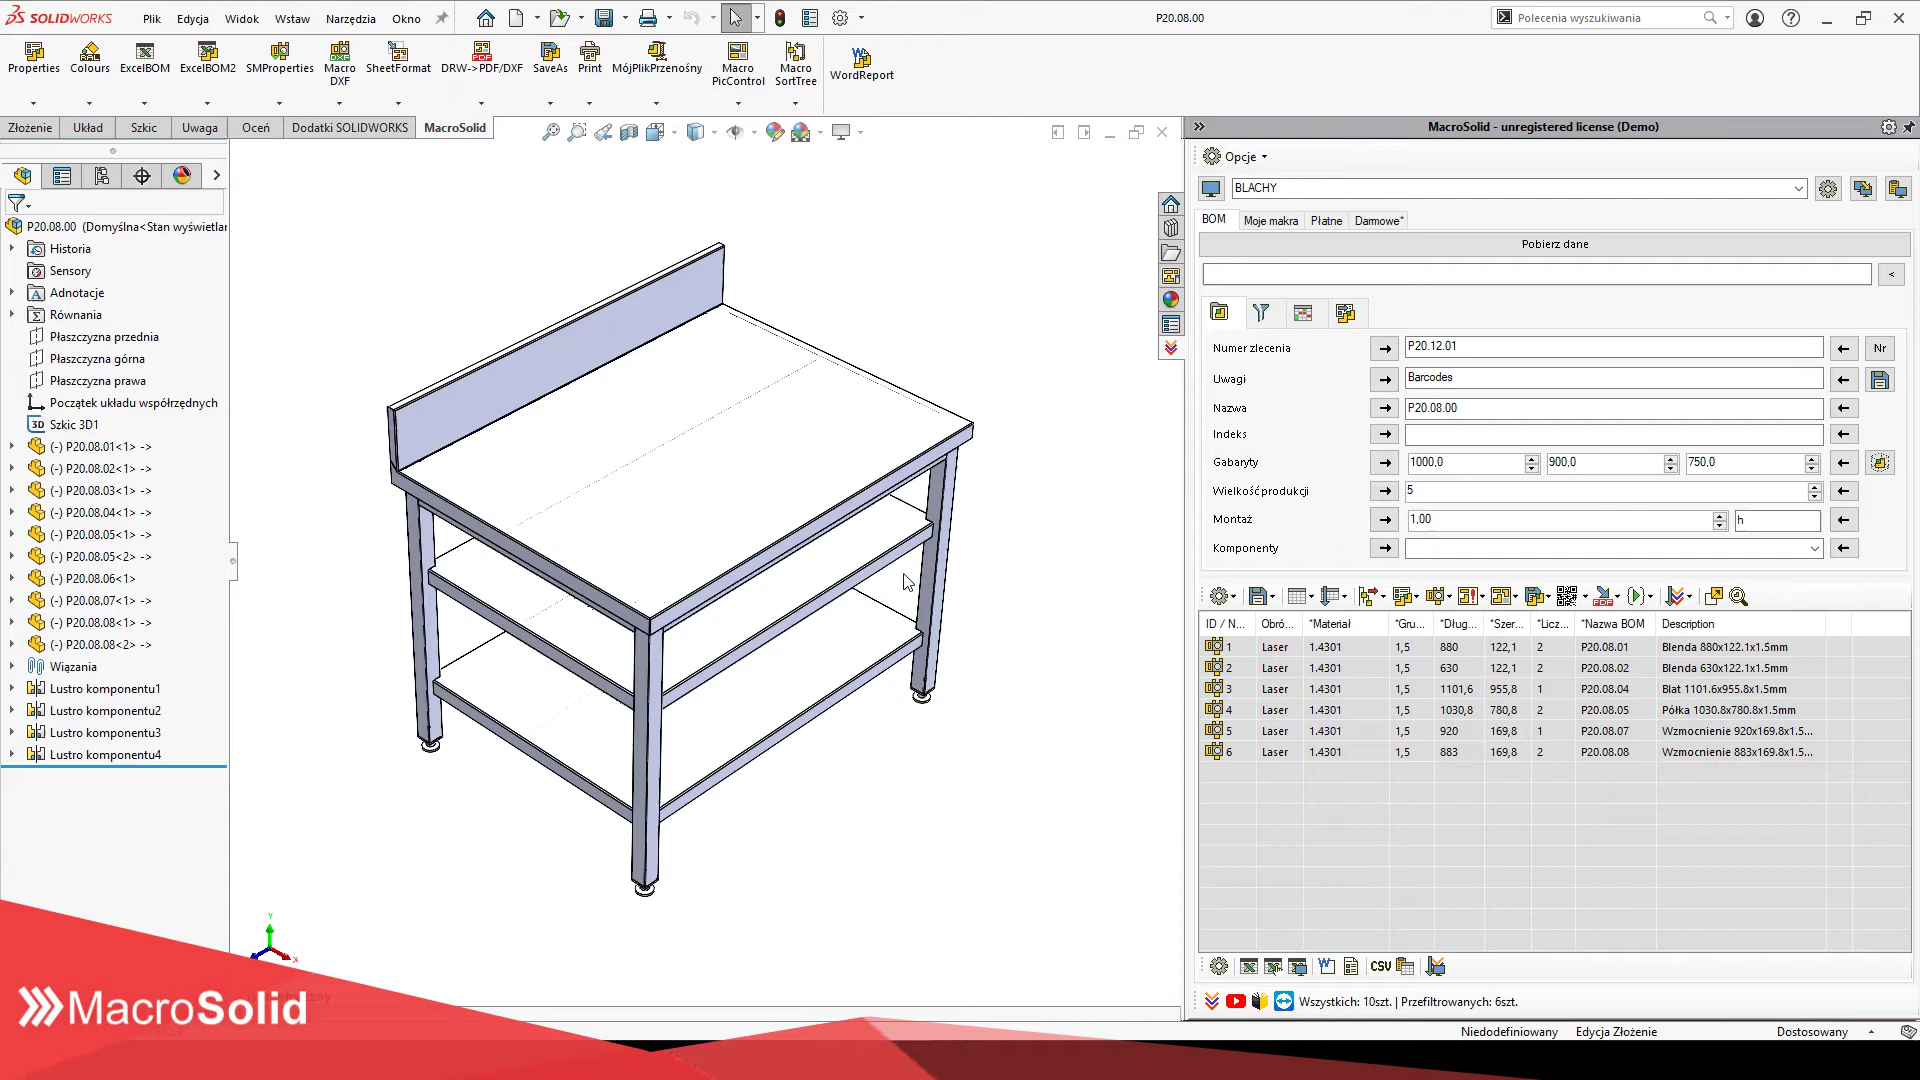 SOLIDWORKS Plik Edycja Widok Wstaw Narzędzia Okno P20.08.00 Polecenia wyszukiwania
Properties Colours ExcelBOM ExcelBOM2 SMProperties Macro DXF SheetFormat DRW->PDF/DXF SaveAs Print MójPlikPrzenośny Macro PicControl Macro SortTree WordReport
Złożenie Układ Szkic Uwaga Oceń Dodatki SOLIDWORKS MacroSolid
P20.08.00 (Domyślna<Stan wyświetlar
Historia
Sensory
Adnotacje
Równania
Płaszczyzna przednia
Płaszczyzna górna
Płaszczyzna prawa
Początek układu współrzędnych
3D Szkic 3D1
(-) P20.08.01<1> ->
(-) P20.08.02<1> ->
(-) P20.08.03<1> ->
(-) P20.08.04<1> ->
(-) P20.08.05<1> ->
(-) P20.08.05<2> ->
(-) P20.08.06<1>
(-) P20.08.07<1> ->
(-) P20.08.08<1> ->
(-) P20.08.08<2> ->
Wiązania
Lustro komponentu1
Lustro komponentu2
Lustro komponentu3
Lustro komponentu4
Y
X
MacroSolid
MacroSolid - unregistered license (Demo)
Opcje
BLACHY
BOM Moje makra Płatne Darmowe*
Pobierz dane
<
Numer zlecenia P20.12.01 Nr
Uwagi Barcodes
Nazwa P20.08.00
Indeks
Gabaryty 1000,0 900,0 750,0
Wielkość produkcji 5
Montaż 1,00 h
Komponenty
ID / N... Obró... *Materiał *Gru... *Dług... *Szer... *Licz... *Nazwa BOM Description
1 Laser 1.4301 1,5 880 122,1 2 P20.08.01 Blenda 880x122.1x1.5mm
2 Laser 1.4301 1,5 630 122,1 2 P20.08.02 Blenda 630x122.1x1.5mm
3 Laser 1.4301 1,5 1101,6 955,8 1 P20.08.04 Blat 1101.6x955.8x1.5mm
4 Laser 1.4301 1,5 1030,8 780,8 2 P20.08.05 Półka 1030.8x780.8x1.5mm
5 Laser 1.4301 1,5 920 169,8 1 P20.08.07 Wzmocnienie 920x169.8x1.5...
6 Laser 1.4301 1,5 883 169,8 2 P20.08.08 Wzmocnienie 883x169.8x1.5...
CSV
Wszystkich: 10szt. | Przefiltrowanych: 6szt.
Niedodefiniowany Edycja Złożenie Dostosowany